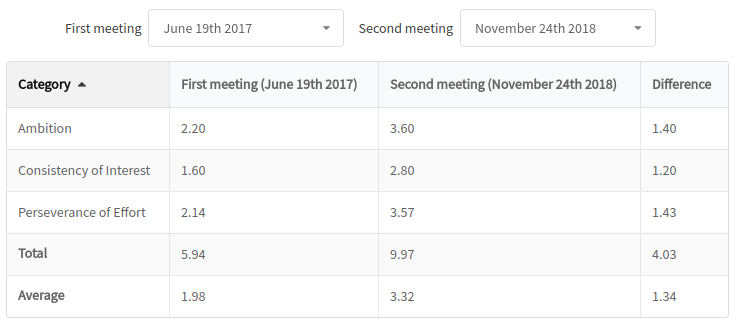 First meeting June 19th 2017 Second meeting November 24th 2018
Category First meeting (June 19th 2017) Second meeting (November 24th 2018) Difference
Ambition 2.20 3.60 1.40
Consistency of Interest 1.60 2.80 1.20
Perseverance of Effort 2.14 3.57 1.43
Total 5.94 9.97 4.03
Average 1.98 3.32 1.34